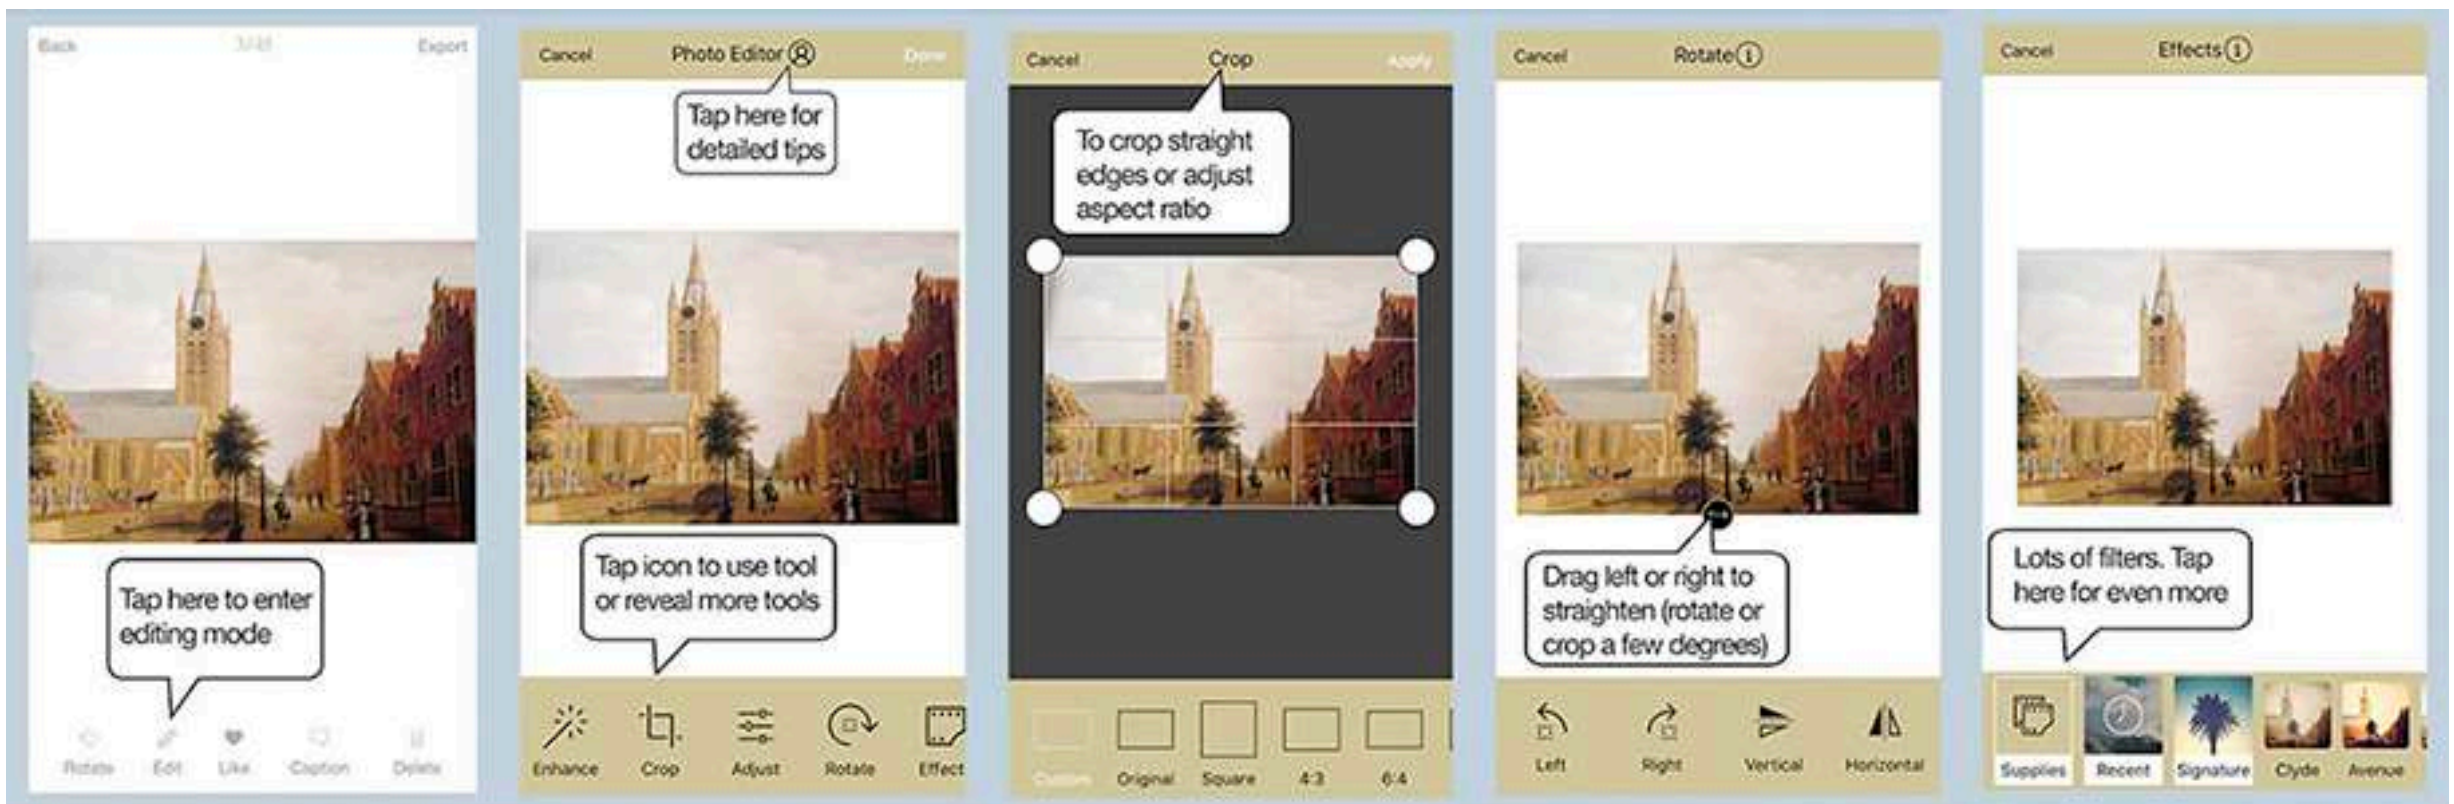 Back
Export
Tap here to enter
editing mode
Rotate
Edit
Like
Caption
Delete
Cancel
Photo Editor
Done
Tap here for
detailed tips
Tap icon to use tool
or reveal more tools
Enhance
Crop
Adjust
Rotate
Effect
Cancel
Crop
Apply
To crop straight
edges or adjust
aspect ratio
Original
Square
4:3
6:4
Cancel
Rotate
Drag left or right to
straighten (rotate or
crop a few degrees)
Left
Right
Vertical
Horizontal
Cancel
Effects
Lots of filters. Tap
here for even more
Supplies
Recent
Signature
Clyde
Avenue